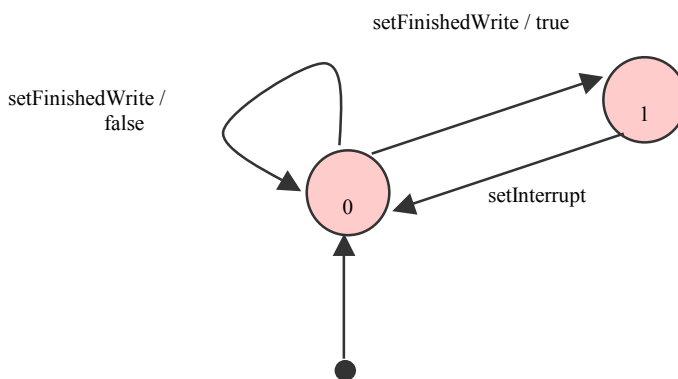 setFinishedWrite / true
setFinishedWrite /
false
1
setInterrupt
0